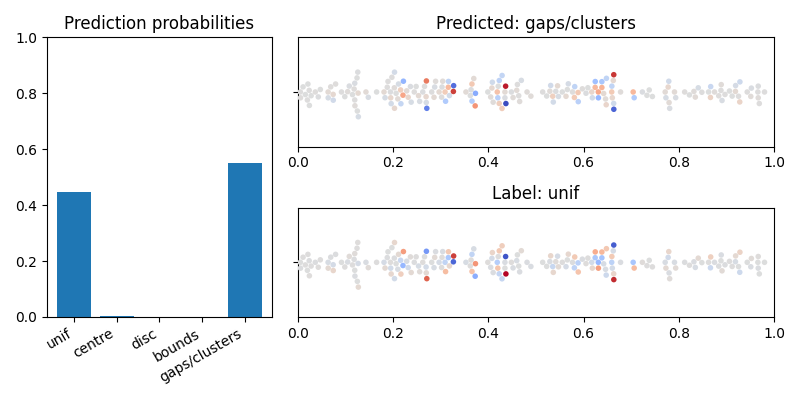 Prediction probabilities
1.0
0.8
0.6
0.4
0.2
0.0
unif
centre
disc
bounds
gaps/clusters
Predicted: gaps/clusters
0.0 0.2 0.4 0.6 0.8 1.0
Label: unif
0.0 0.2 0.4 0.6 0.8 1.0